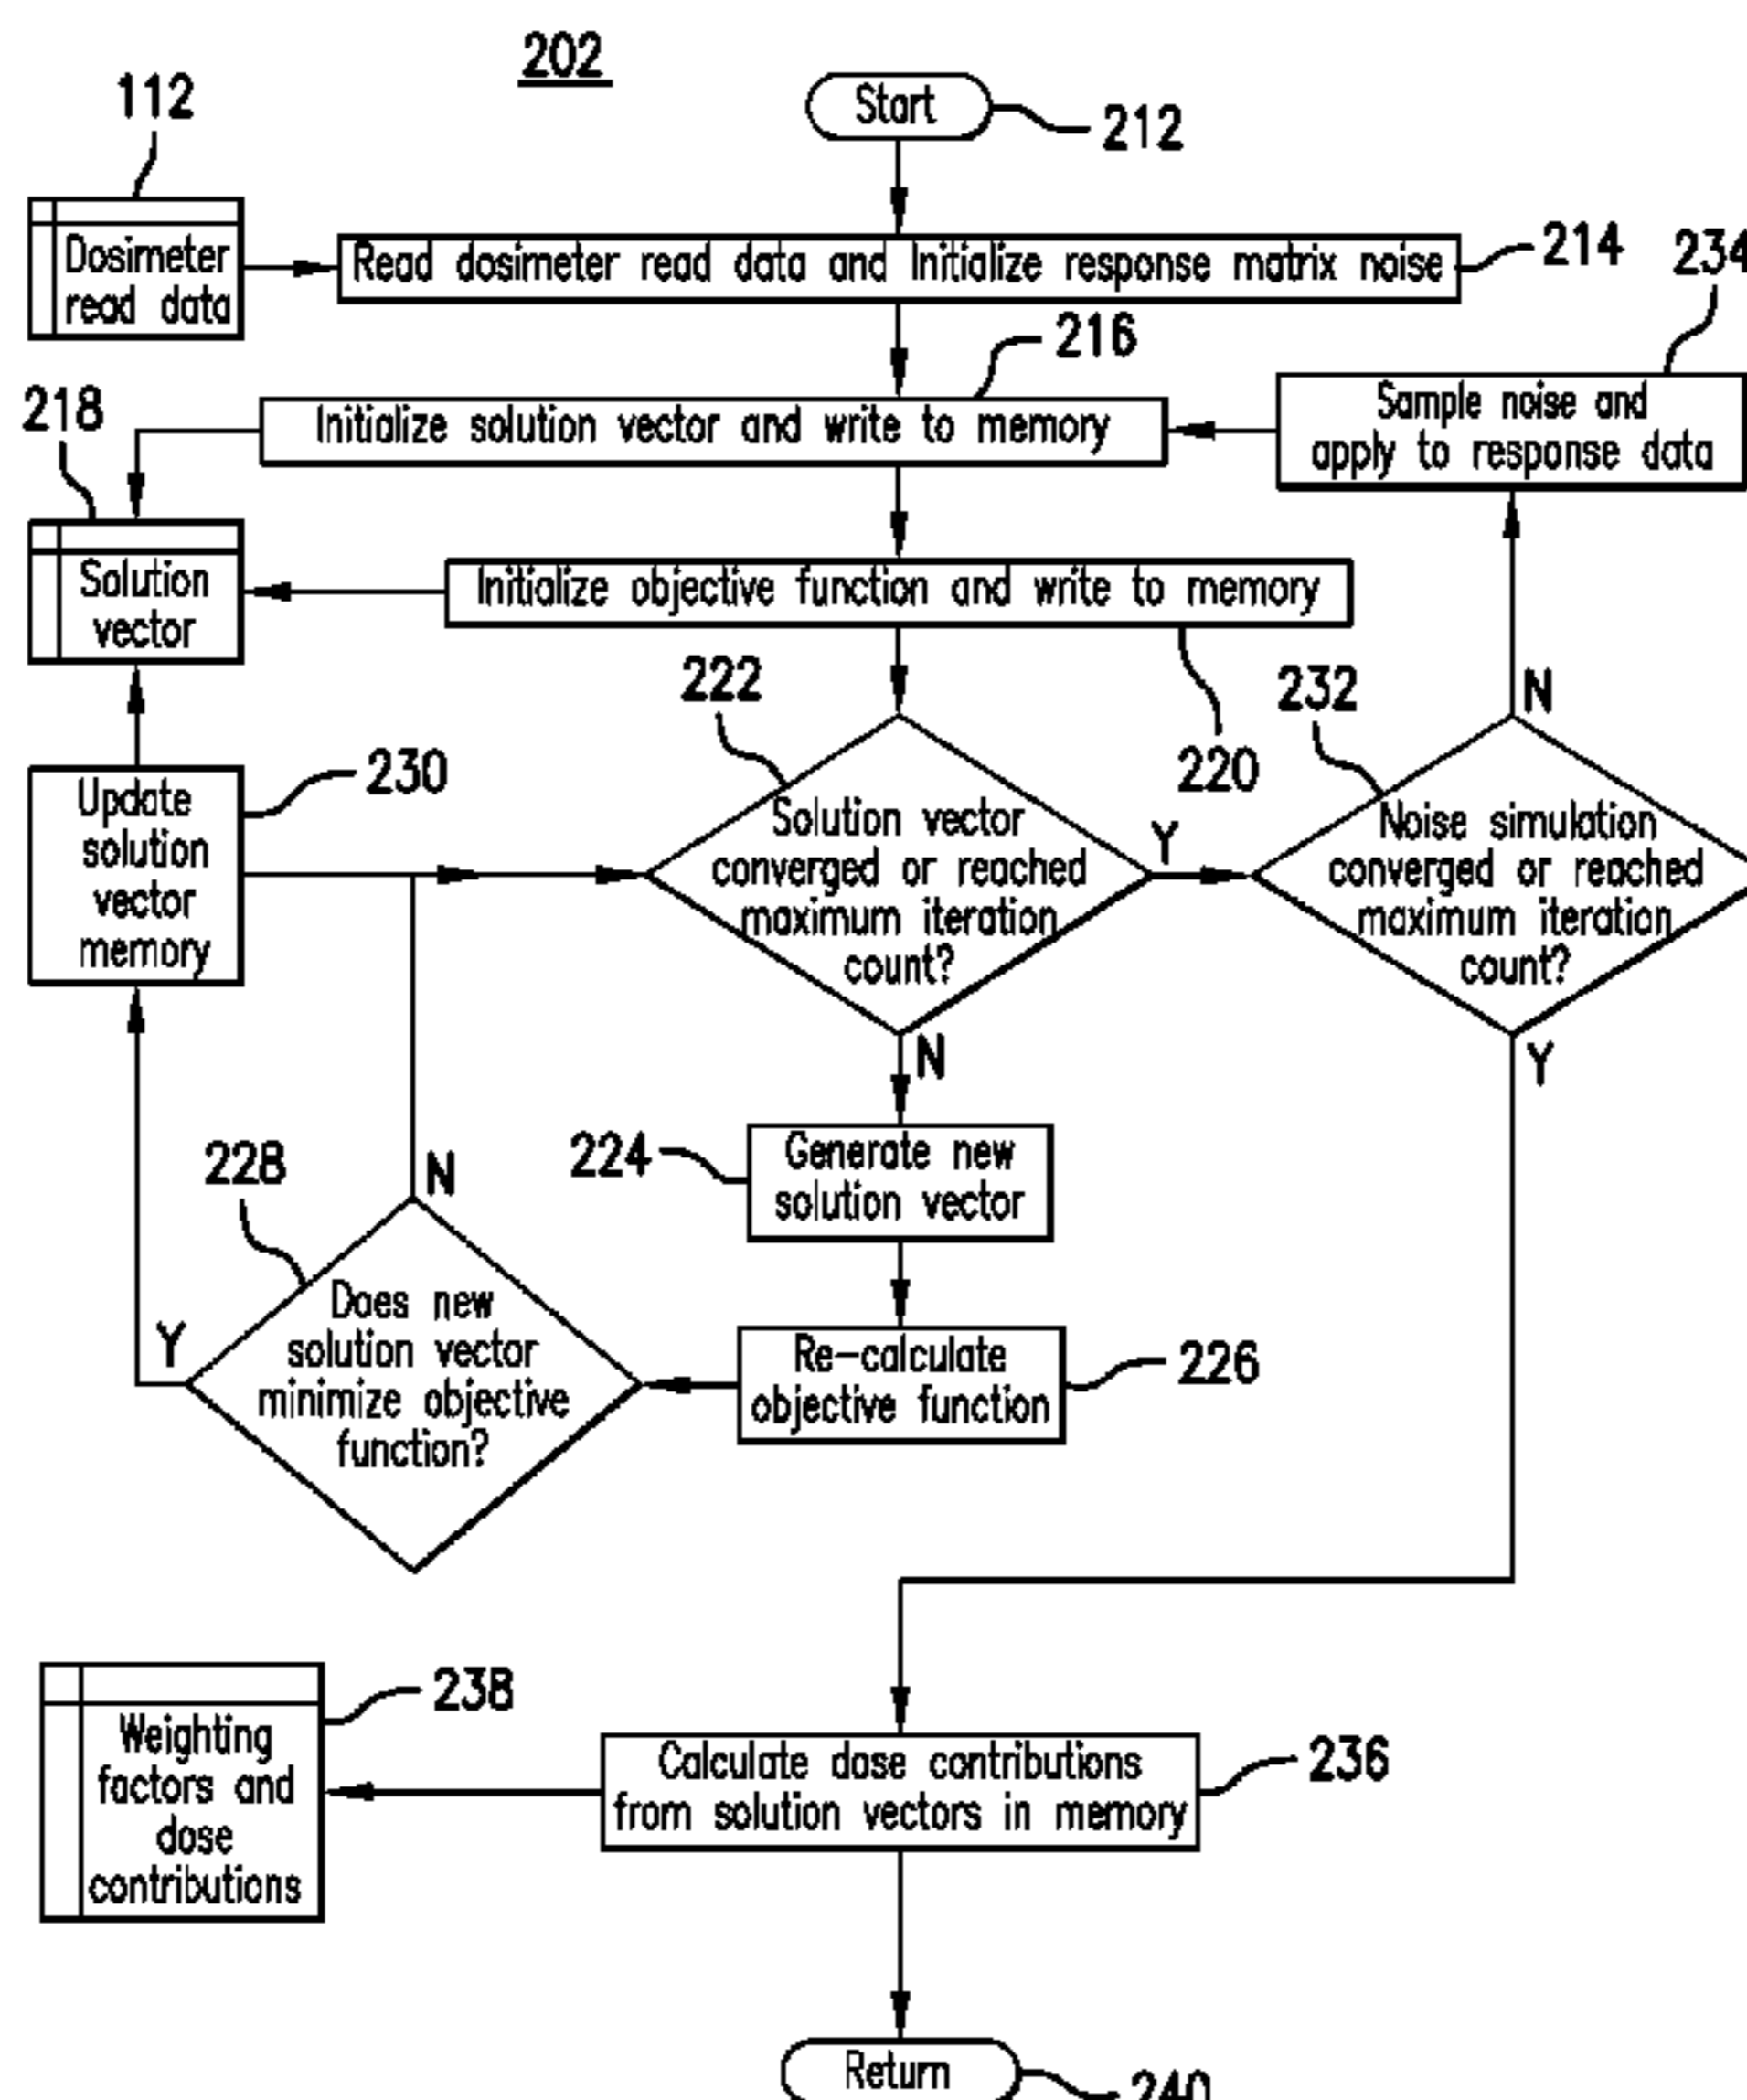 202
112
Start
212
Dosimeter
read data
Read dosimeter read data and Initialize response matrix noise
214
234
216
218
Initialize solution vector and write to memory
Sample noise and
apply to response data
Solution
vector
Initialize objective function and write to memory
222
220
232
N
230
Update
solution
vector
memory
Solution vector
converged or reached
maximum iteration
count?
Y
Noise simulation
converged or reached
maximum iteration
count?
N
Y
228
N
224
Generate new
solution vector
Does new
solution vector
minimize objective
function?
Y
Re-calculate
objective function
226
238
Weighting
factors and
dose
contributions
Calculate dose contributions
from solution vectors in memory
236
Return
240